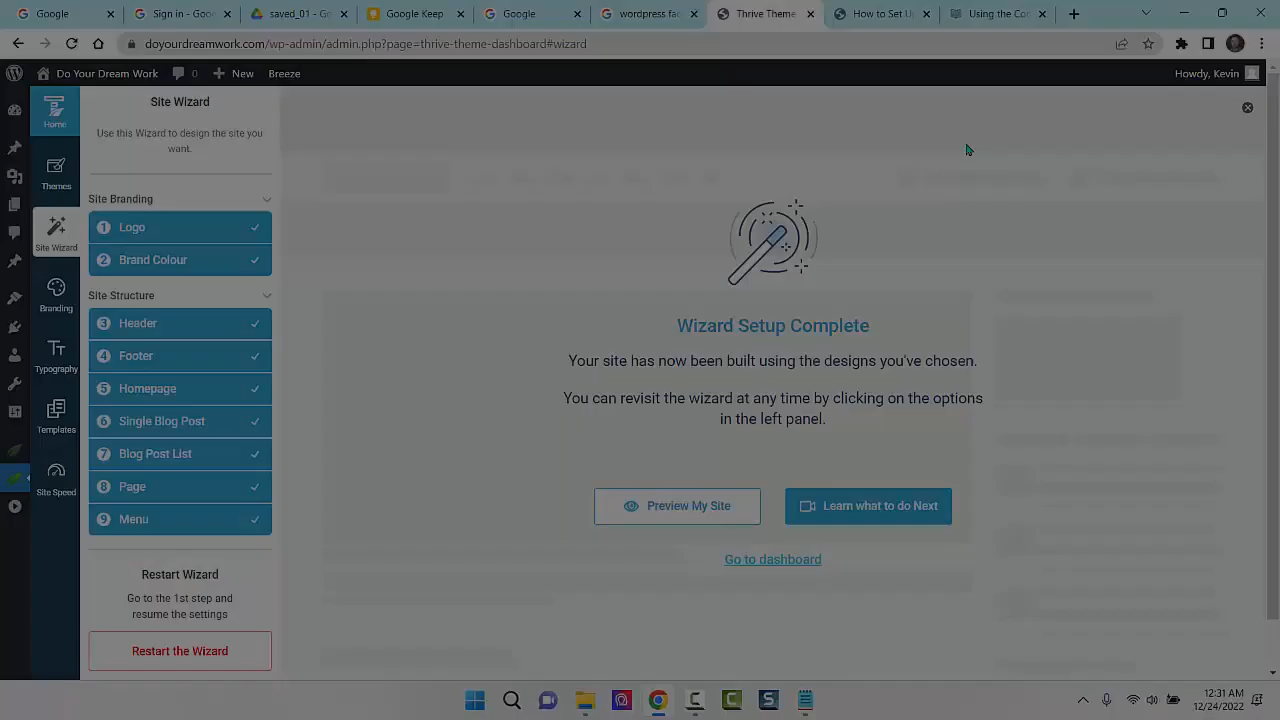 Google
Sign in - Goo
saved_01 - Go
Google Keep
Google
wordpress fac
Thrive Theme
How to Set U
Using the Cor
doyourdreamwork.com/wp-admin/admin.php?page=thrive-theme-dashboard#wizard
Do Your Dream Work
0
New
Breeze
Howdy, Kevin
Home
Themes
Site Wizard
Branding
Typography
Templates
Site Speed
Site Wizard
Use this Wizard to design the site you
want.
Site Branding
1 Logo
2 Brand Colour
Site Structure
3 Header
4 Footer
5 Homepage
6 Single Blog Post
7 Blog Post List
8 Page
9 Menu
Restart Wizard
Go to the 1st step and
resume the settings
Restart the Wizard
Wizard Setup Complete
Your site has now been built using the designs you've chosen.
You can revisit the wizard at any time by clicking on the options
in the left panel.
Preview My Site
Learn what to do Next
Go to dashboard
12:31 AM
12/24/2022